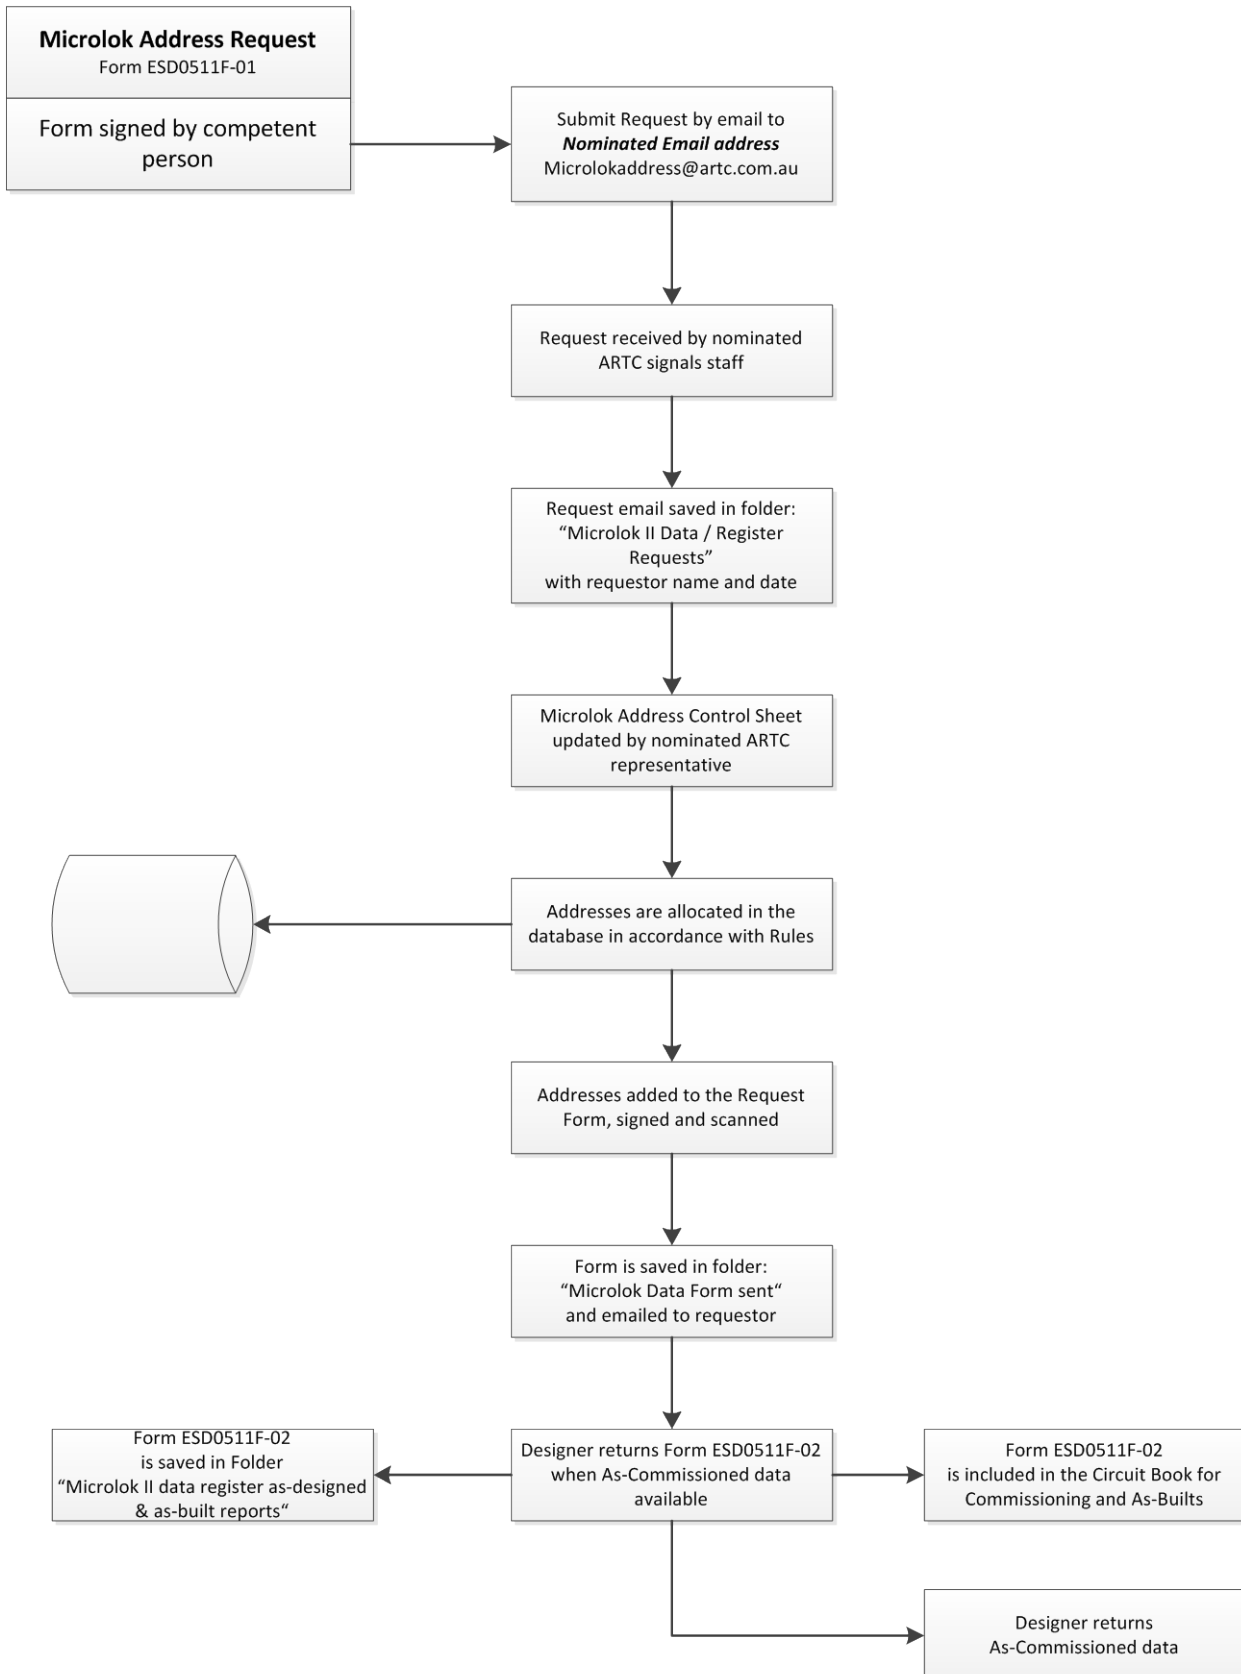 Microlok Address Request
Form ESD0511F-01
Form signed by competent
person
Submit Request by email to
Nominated Email address
Microlokaddress@artc.com.au
Request received by nominated
ARTC signals staff
Request email saved in folder:
“Microlok II Data / Register
Requests”
with requestor name and date
Microlok Address Control Sheet
updated by nominated ARTC
representative
Addresses are allocated in the
database in accordance with Rules
Addresses added to the Request
Form, signed and scanned
Form is saved in folder:
“Microlok Data Form sent“
and emailed to requestor
Form ESD0511F-02
is saved in Folder
“Microlok II data register as-designed
& as-built reports“
Designer returns Form ESD0511F-02
when As-Commissioned data
available
Form ESD0511F-02
is included in the Circuit Book for
Commissioning and As-Builts
Designer returns
As-Commissioned data